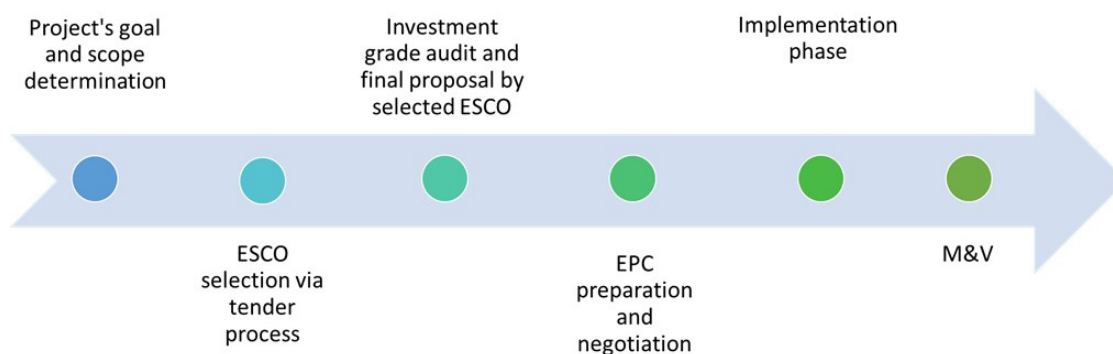 Project's goal
and scope
determination
ESCO
selection via
tender
process
Investment
grade audit and
final proposal by
selected ESCO
EPC
preparation
and
negotiation
Implementation
phase
M&V